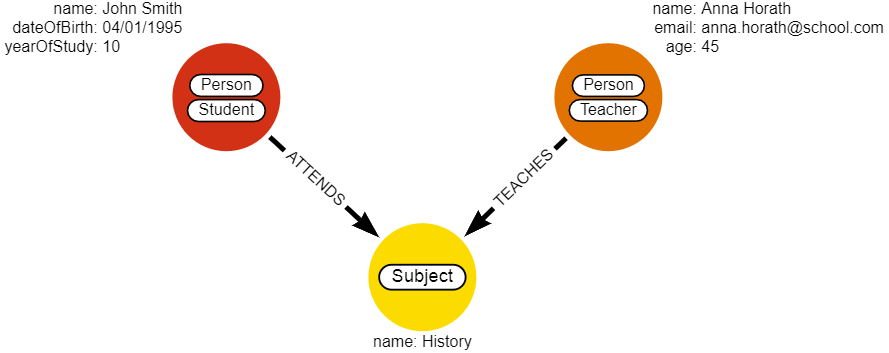 name: John Smith
dateOfBirth: 04/01/1995
yearOfStudy: 10
name: Anna Horath
email: anna.horath@school.com
age: 45
Person
Student
Person
Teacher
ATTENDS
TEACHES
Subject
name: History